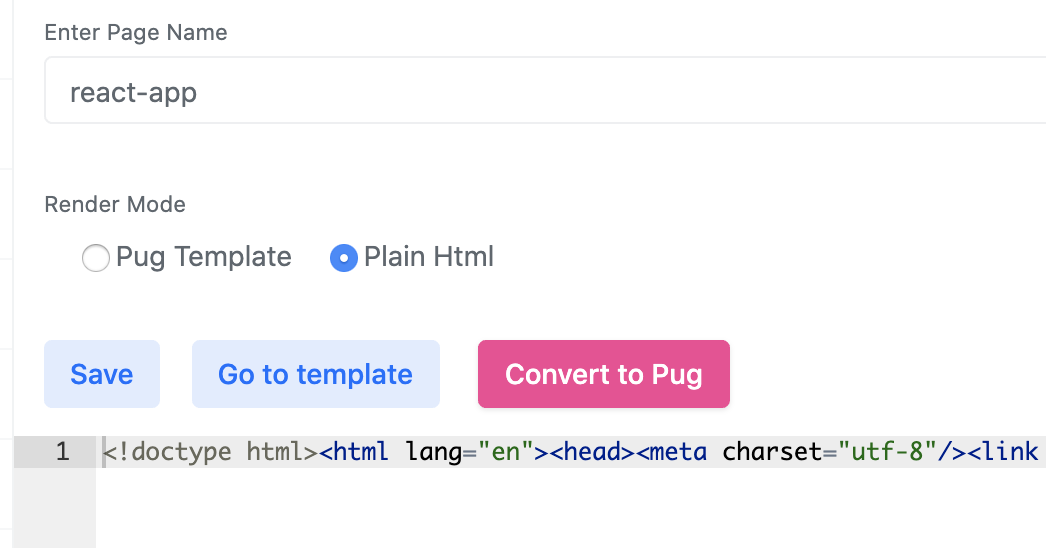 Enter Page Name
react-app
Render Mode
Pug Template Plain Html
Save Go to template Convert to Pug
1 <!doctype html><html lang="en"><head><meta charset="utf-8"/><link